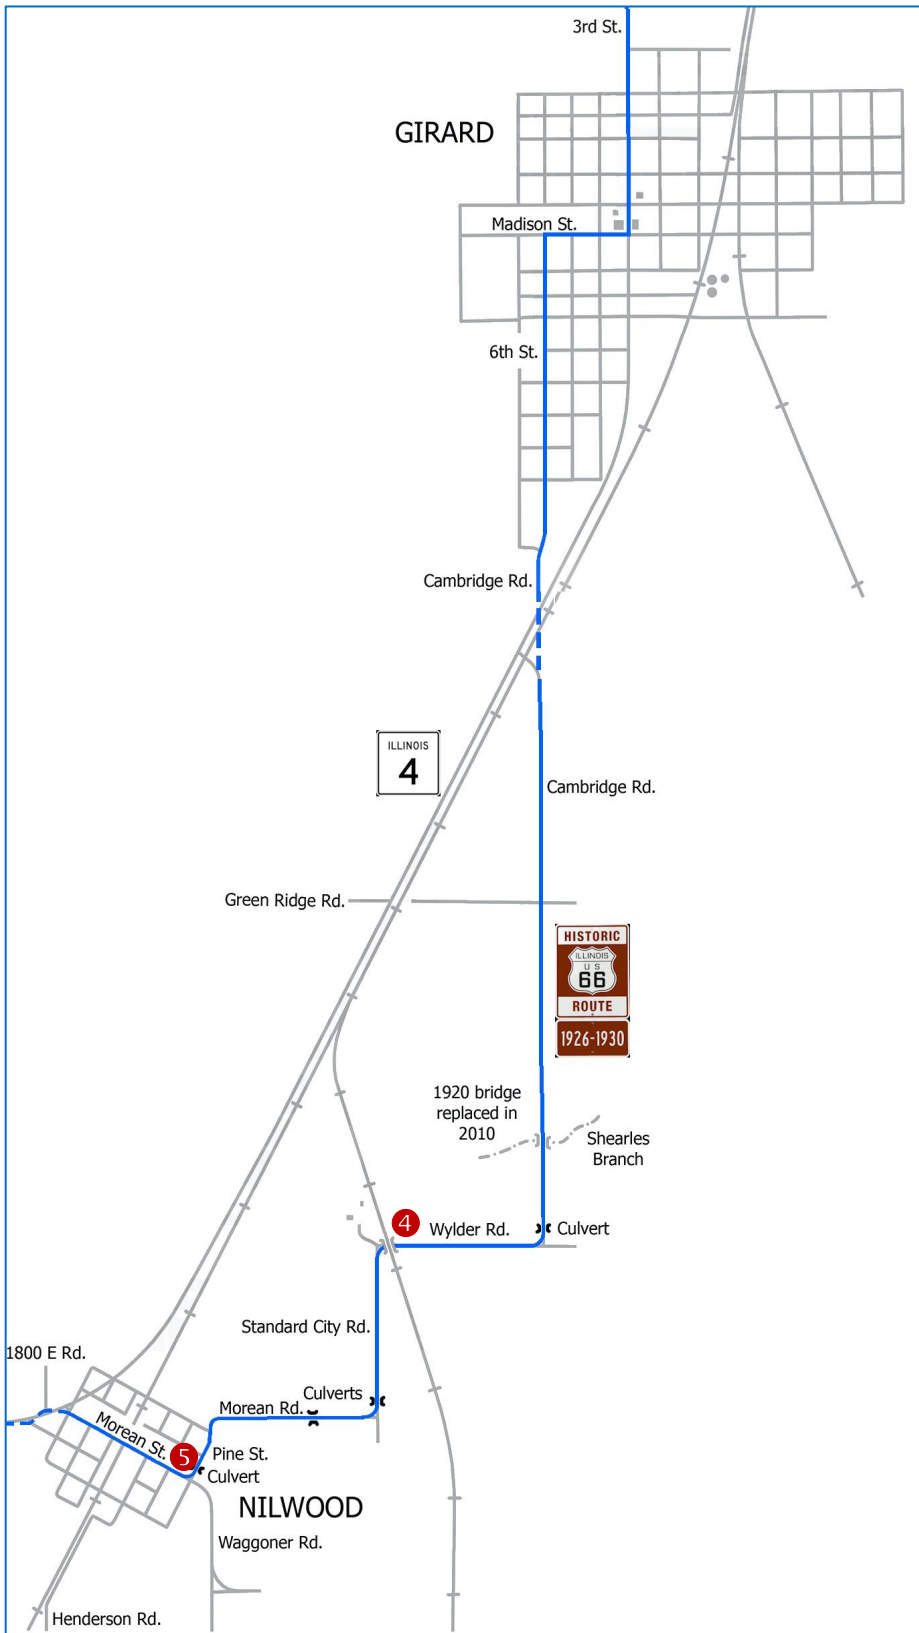 3rd St.
GIRARD
Madison St.
6th St.
Cambridge Rd.
ILLINOIS
4
Cambridge Rd.
Green Ridge Rd.
HISTORIC
ILLINOIS
U S
66
ROUTE
1926-1930
1920 bridge
replaced in
2010
Shearles
Branch
4
Wylder Rd.
Culvert
Standard City Rd.
1800 E Rd.
Culverts
Morean Rd.
Morean St.
5
Pine St.
Culvert
NILWOOD
Waggoner Rd.
Henderson Rd.